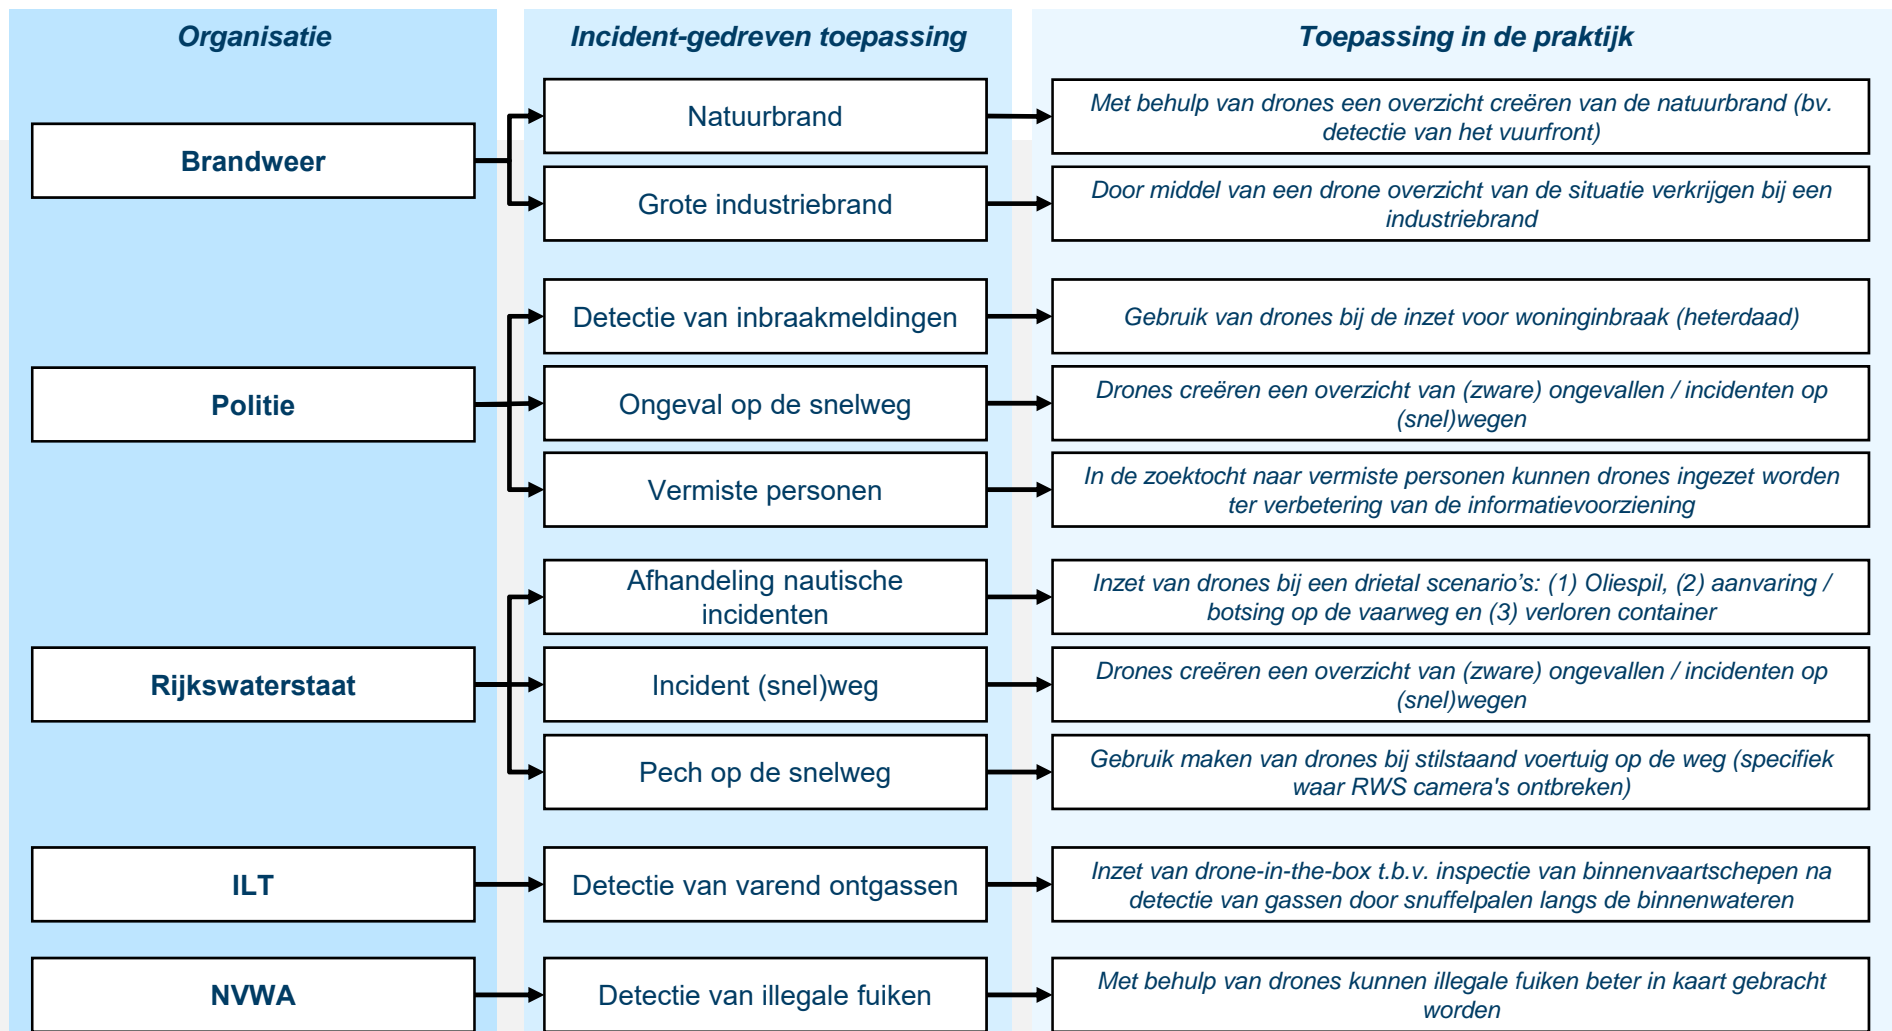 Organisatie
Incident-gedreven toepassing
Toepassing in de praktijk
Brandweer
Natuurbrand
Met behulp van drones een overzicht creëren van de natuurbrand (bv.
detectie van het vuurfront)
Grote industriebrand
Door middel van een drone overzicht van de situatie verkrijgen bij een
industriebrand
Politie
Detectie van inbraakmeldingen
Gebruik van drones bij de inzet voor woninginbraak (heterdaad)
Ongeval op de snelweg
Drones creëren een overzicht van (zware) ongevallen / incidenten op
(snel)wegen
Vermiste personen
In de zoektocht naar vermiste personen kunnen drones ingezet worden
ter verbetering van de informatievoorziening
Rijkswaterstaat
Afhandeling nautische
incidenten
Inzet van drones bij een drietal scenario’s: (1) Oliespil, (2) aanvaring /
botsing op de vaarweg en (3) verloren container
Incident (snel)weg
Drones creëren een overzicht van (zware) ongevallen / incidenten op
(snel)wegen
Pech op de snelweg
Gebruik maken van drones bij stilstaand voertuig op de weg (specifiek
waar RWS camera's ontbreken)
ILT
Detectie van varend ontgassen
Inzet van drone-in-the-box t.b.v. inspectie van binnenvaartschepen na
detectie van gassen door snuffelpalen langs de binnenwateren
NVWA
Detectie van illegale fuiken
Met behulp van drones kunnen illegale fuiken beter in kaart gebracht
worden